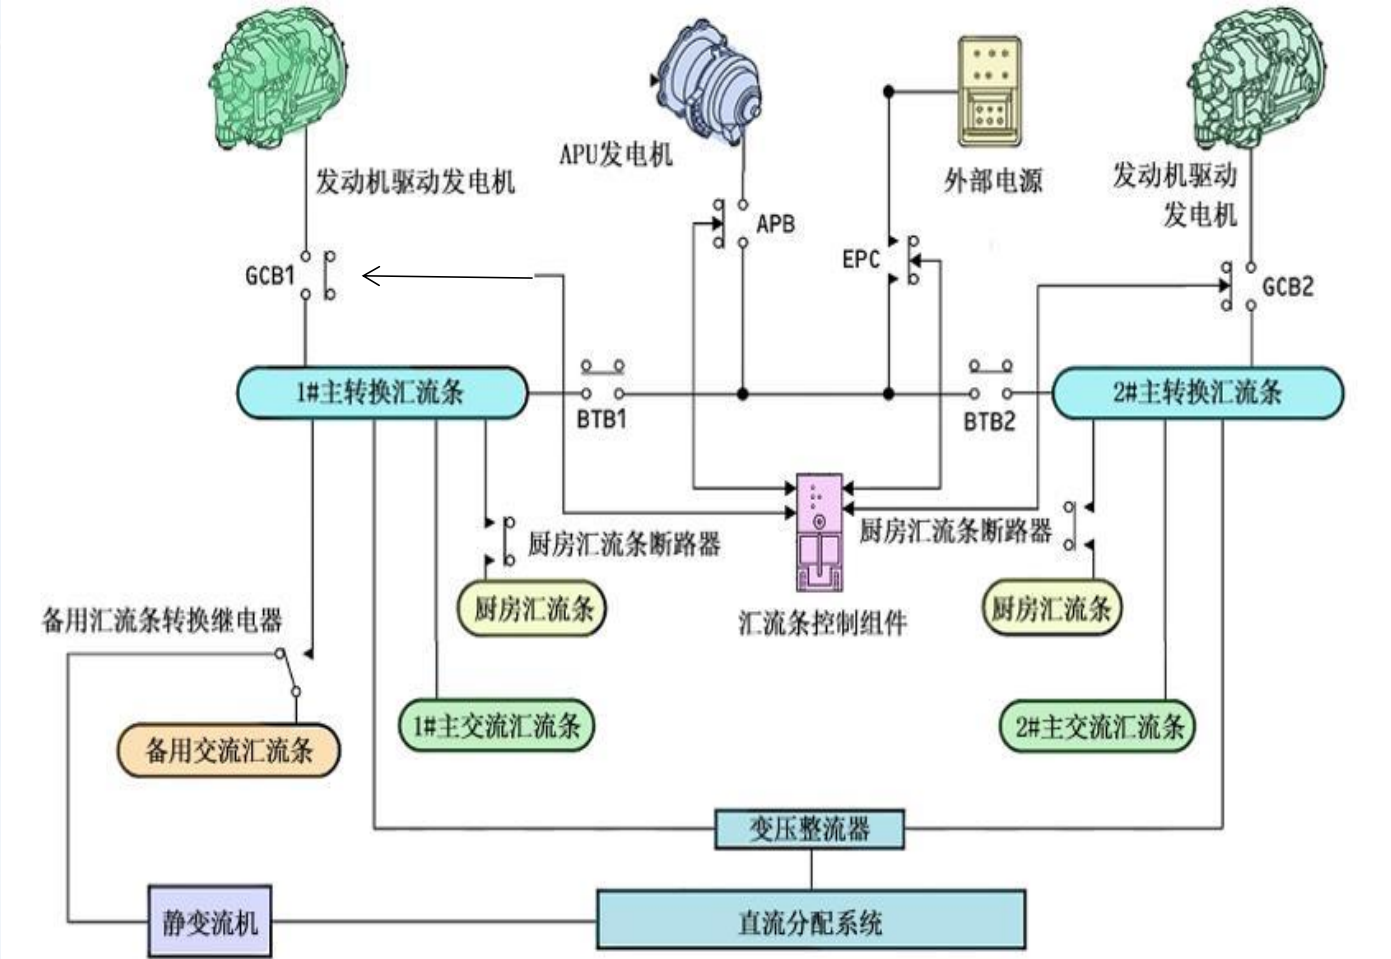 APU发电机
外部电源
发动机驱动发电机
发动机驱动
发电机
APB
EPC
GCB1
GCB2
1#主转换汇流条
2#主转换汇流条
BTB1
BTB2
厨房汇流条断路器
厨房汇流条断路器
厨房汇流条
厨房汇流条
汇流条控制组件
备用汇流条转换继电器
1#主交流汇流条
2#主交流汇流条
备用交流汇流条
变压整流器
静变流机
直流分配系统